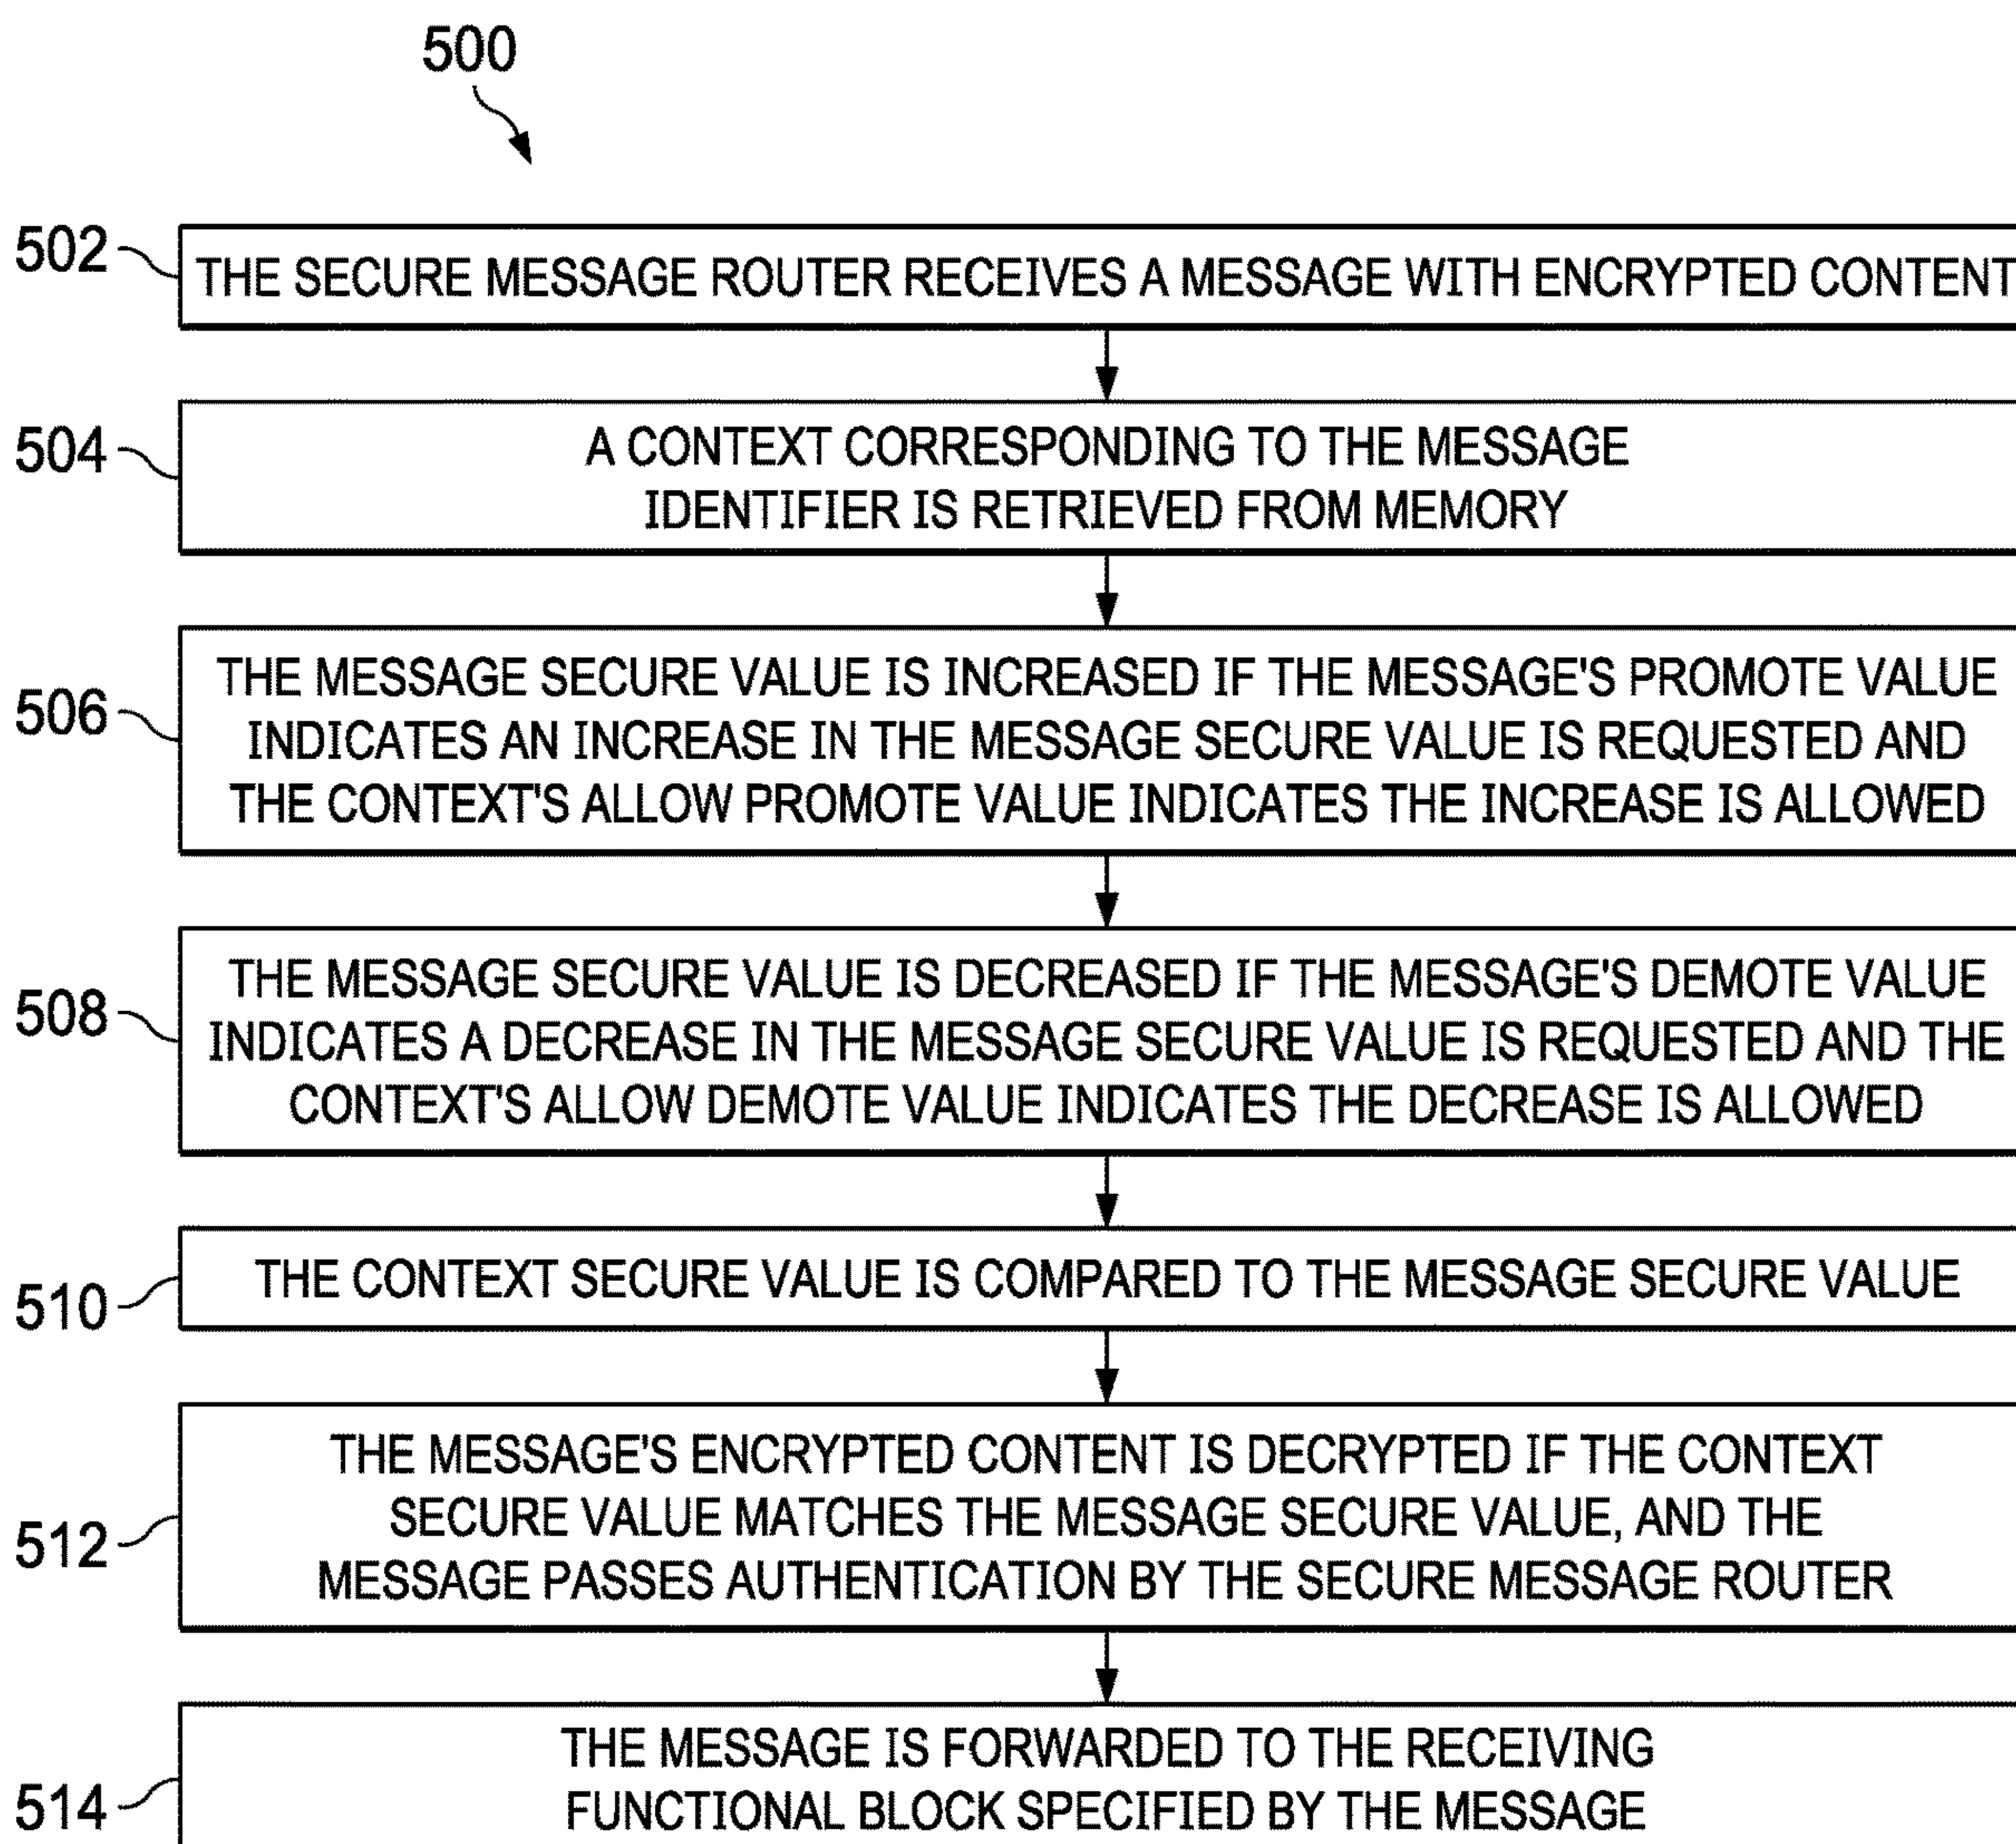 500
502
THE SECURE MESSAGE ROUTER RECEIVES A MESSAGE WITH ENCRYPTED CONTENT
504
A CONTEXT CORRESPONDING TO THE MESSAGE
IDENTIFIER IS RETRIEVED FROM MEMORY
506
THE MESSAGE SECURE VALUE IS INCREASED IF THE MESSAGE'S PROMOTE VALUE
INDICATES AN INCREASE IN THE MESSAGE SECURE VALUE IS REQUESTED AND
THE CONTEXT'S ALLOW PROMOTE VALUE INDICATES THE INCREASE IS ALLOWED
508
THE MESSAGE SECURE VALUE IS DECREASED IF THE MESSAGE'S DEMOTE VALUE
INDICATES A DECREASE IN THE MESSAGE SECURE VALUE IS REQUESTED AND THE
CONTEXT'S ALLOW DEMOTE VALUE INDICATES THE DECREASE IS ALLOWED
510
THE CONTEXT SECURE VALUE IS COMPARED TO THE MESSAGE SECURE VALUE
512
THE MESSAGE'S ENCRYPTED CONTENT IS DECRYPTED IF THE CONTEXT
SECURE VALUE MATCHES THE MESSAGE SECURE VALUE, AND THE
MESSAGE PASSES AUTHENTICATION BY THE SECURE MESSAGE ROUTER
514
THE MESSAGE IS FORWARDED TO THE RECEIVING
FUNCTIONAL BLOCK SPECIFIED BY THE MESSAGE